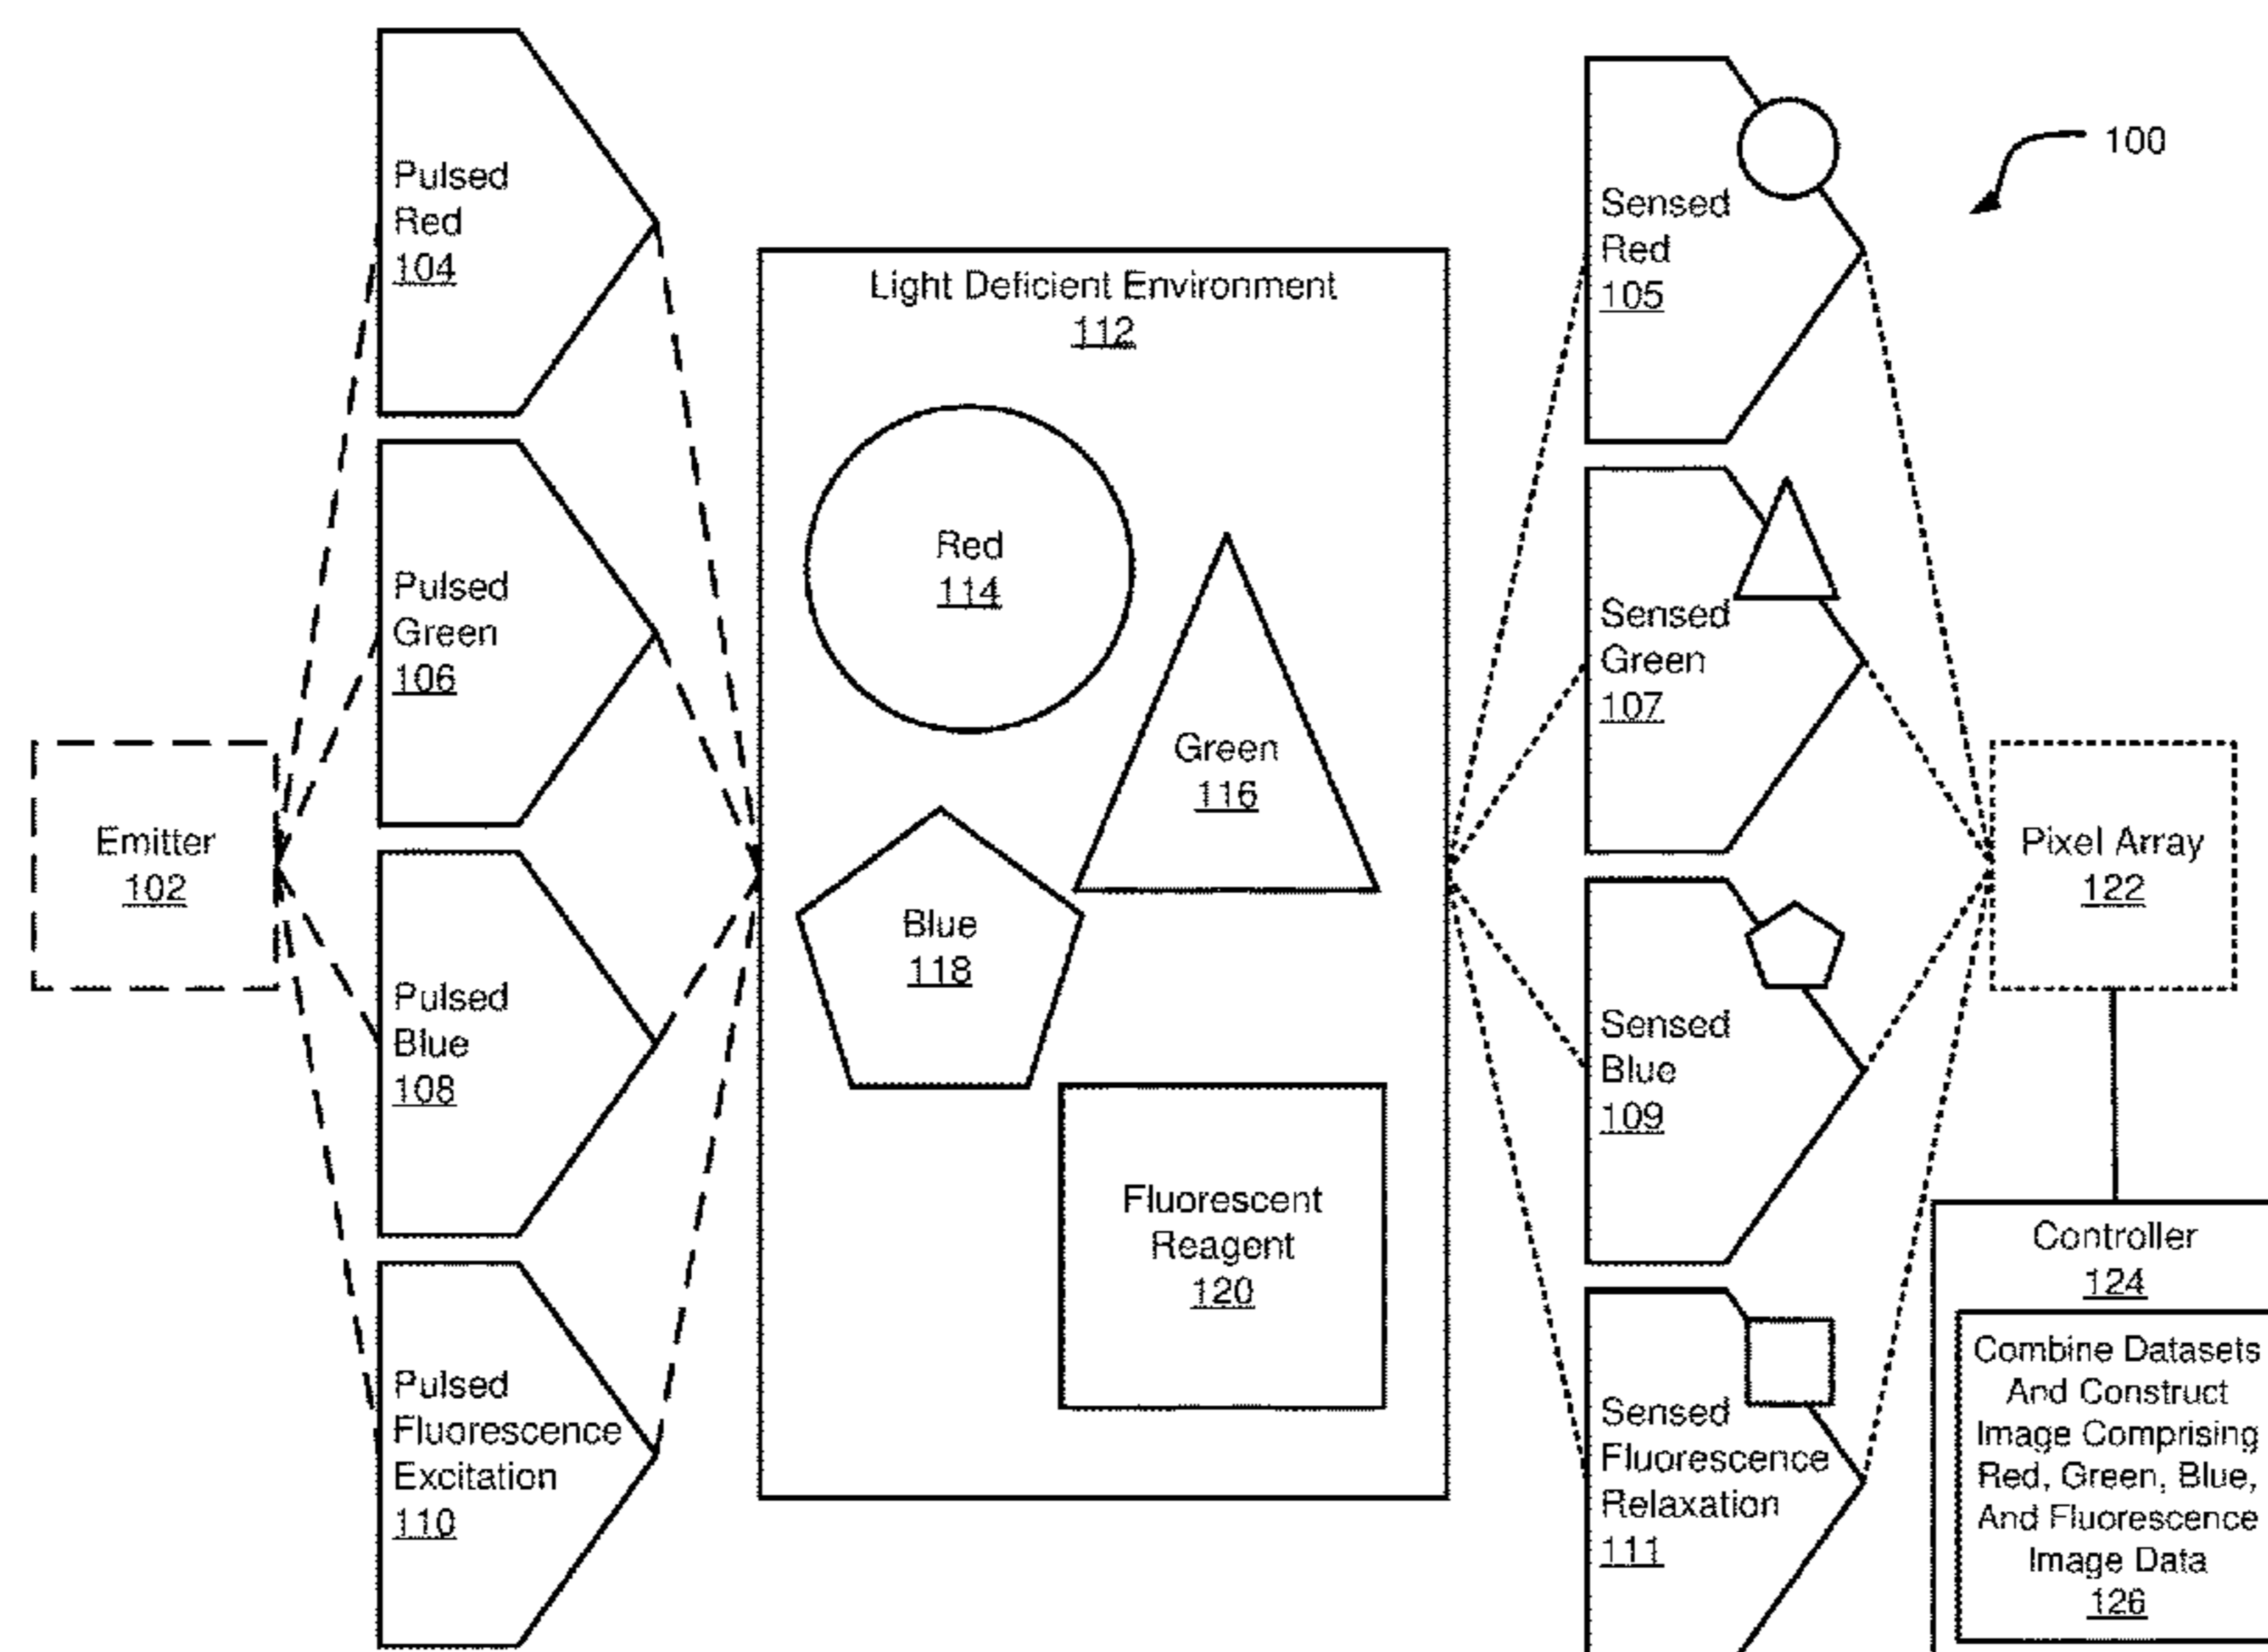 Pulsed
Red
104
Pulsed
Green
106
Emitter
102
Pulsed
Blue
108
Pulsed
Fluorescence
Excitation
110
Light Deficient Environment
112
Red
114
Green
116
Blue
118
Fluorescent
Reagent
120
Sensed
Red
105
Sensed
Green
107
Sensed
Blue
109
Sensed
Fluorescence
Relaxation
111
100
Pixel Array
122
Controller
124
Combine Datasets
And Construct
Image Comprising
Red, Green, Blue,
And Fluorescence
Image Data
126